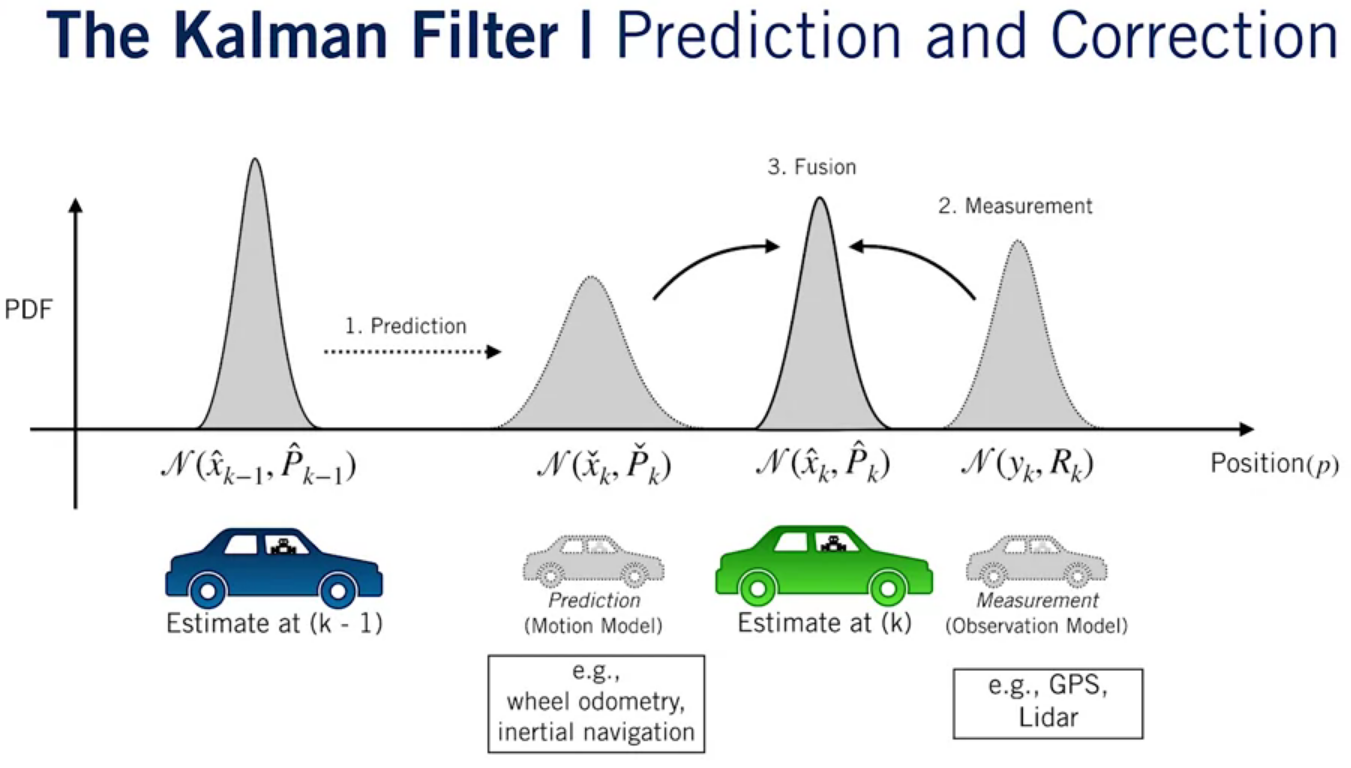 The Kalman Filter | Prediction and Correction
3. Fusion
2. Measurement
PDF
1. Prediction
𝒩(x̂ₖ₋₁, P̂ₖ₋₁)
𝒩(x̌ₖ, P̌ₖ)
𝒩(x̂ₖ, P̂ₖ)
𝒩(yₖ, Rₖ)
Position(p)
Estimate at (k - 1)
Prediction
(Motion Model)
Estimate at (k)
Measurement
(Observation Model)
e.g.,
wheel odometry,
inertial navigation
e.g., GPS,
Lidar